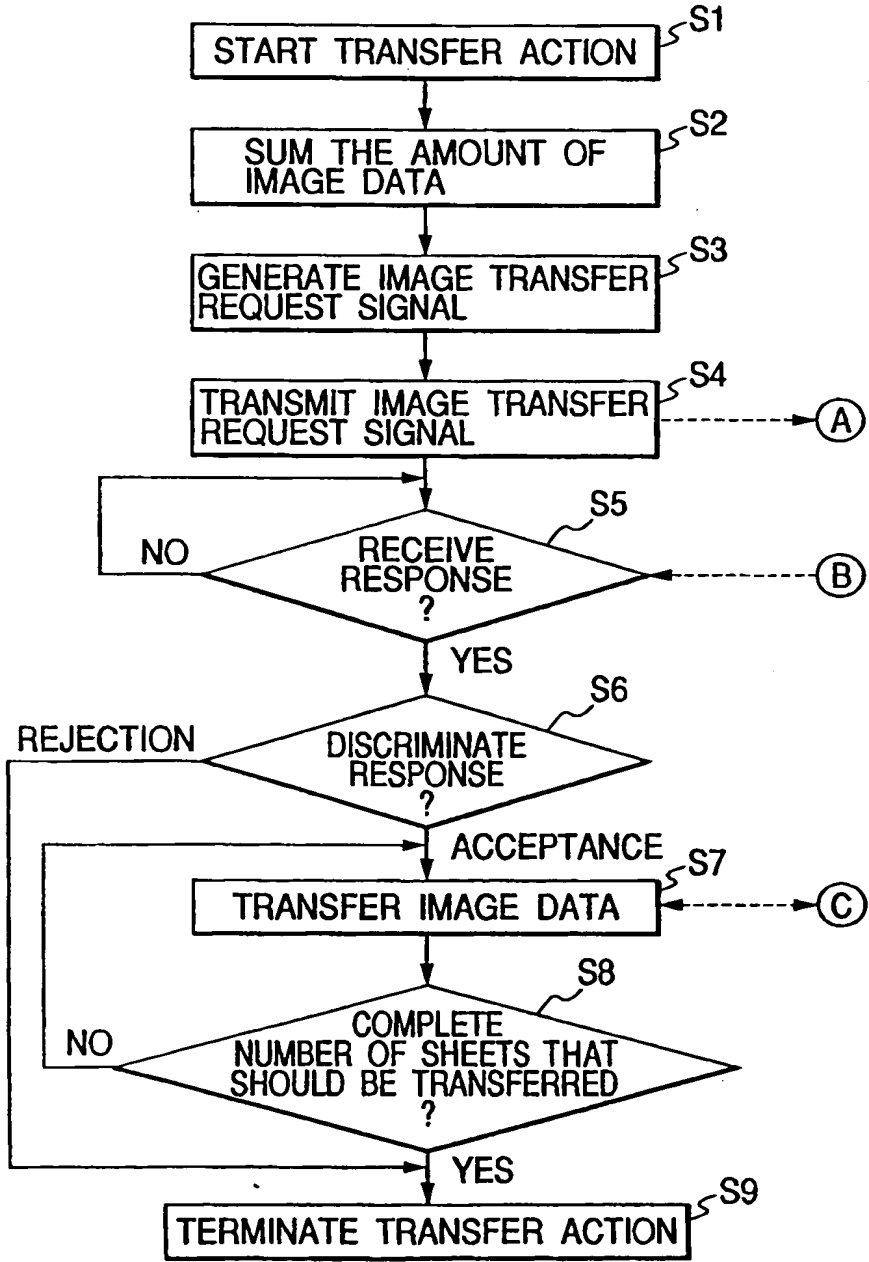 S1
START TRANSFER ACTION
S2
SUM THE AMOUNT OF
IMAGE DATA
S3
GENERATE IMAGE TRANSFER
REQUEST SIGNAL
S4
TRANSMIT IMAGE TRANSFER
REQUEST SIGNAL
A
S5
NO
RECEIVE
RESPONSE
?
B
YES
S6
REJECTION
DISCRIMINATE
RESPONSE
?
ACCEPTANCE
S7
TRANSFER IMAGE DATA
C
S8
NO
COMPLETE
NUMBER OF SHEETS THAT
SHOULD BE TRANSFERRED
?
YES
S9
TERMINATE TRANSFER ACTION